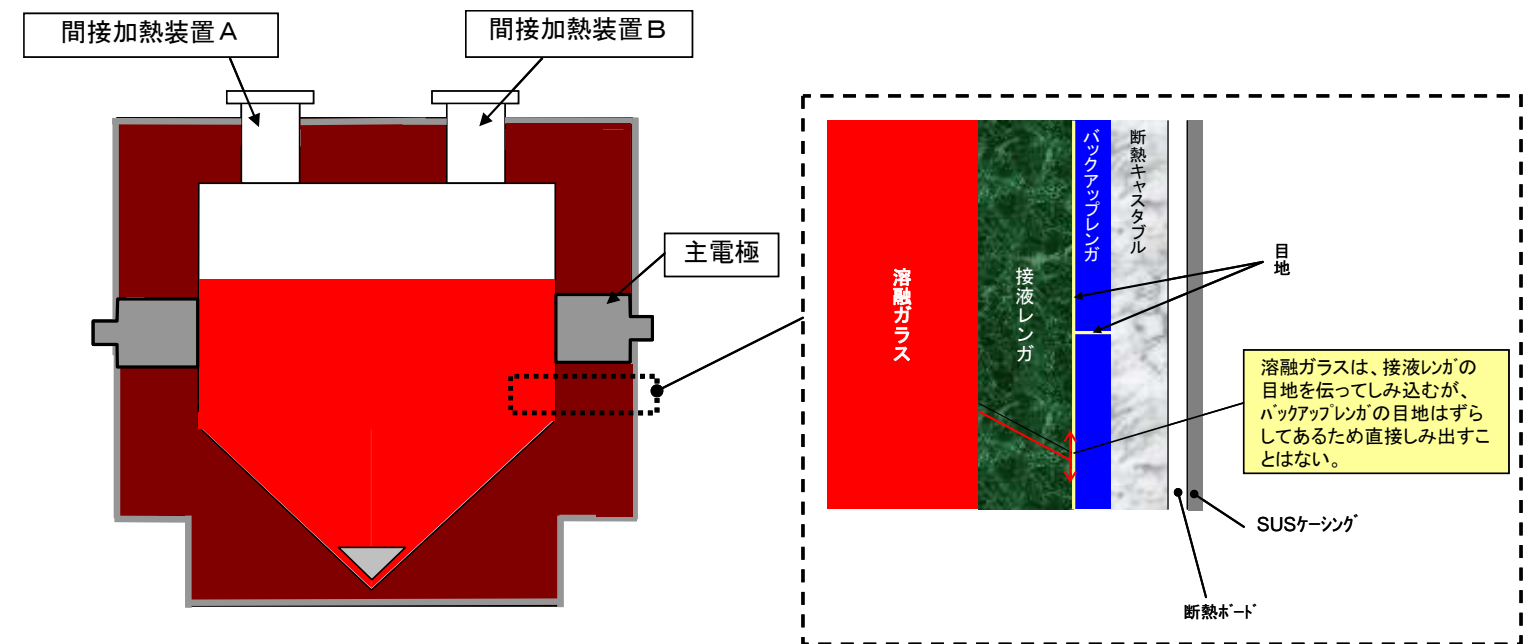 間接加熱装置A
間接加熱装置B
主電極
溶融ガラス
接液レンガ
バックアップレンガ
断熱キャスタブル
目地
溶融ガラスは、接液ﾚﾝｶﾞの
目地を伝ってしみ込むが、
ﾊﾞｯｸｱｯﾌﾟﾚﾝｶﾞの目地はずら
してあるため直接しみ出すこ
とはない。
SUSｹｰｼﾝｸﾞ
断熱ﾎﾞｰﾄﾞ